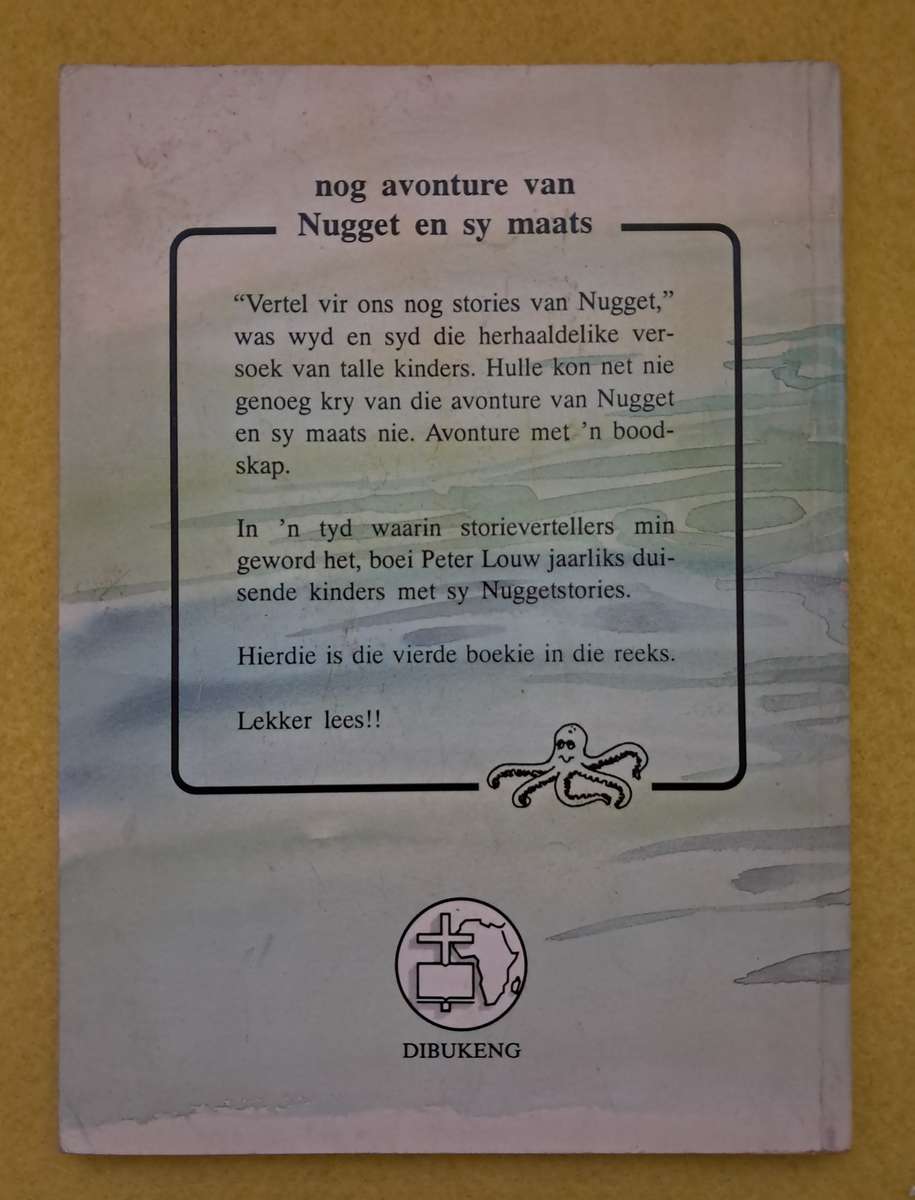 nog avonture van
Nugget en sy maats
“Vertel vir ons nog stories van Nugget,”
was wyd en syd die herhaaldelike ver-
soek van talle kinders. Hulle kon net nie
genoeg kry van die avonture van Nugget
en sy maats nie. Avonture met ’n bood-
skap.
In ’n tyd waarin storievertellers min
geword het, boei Peter Louw jaarliks dui-
sende kinders met sy Nuggetstories.
Hierdie is die vierde boekie in die reeks.
Lekker lees!!
DIBUKENG